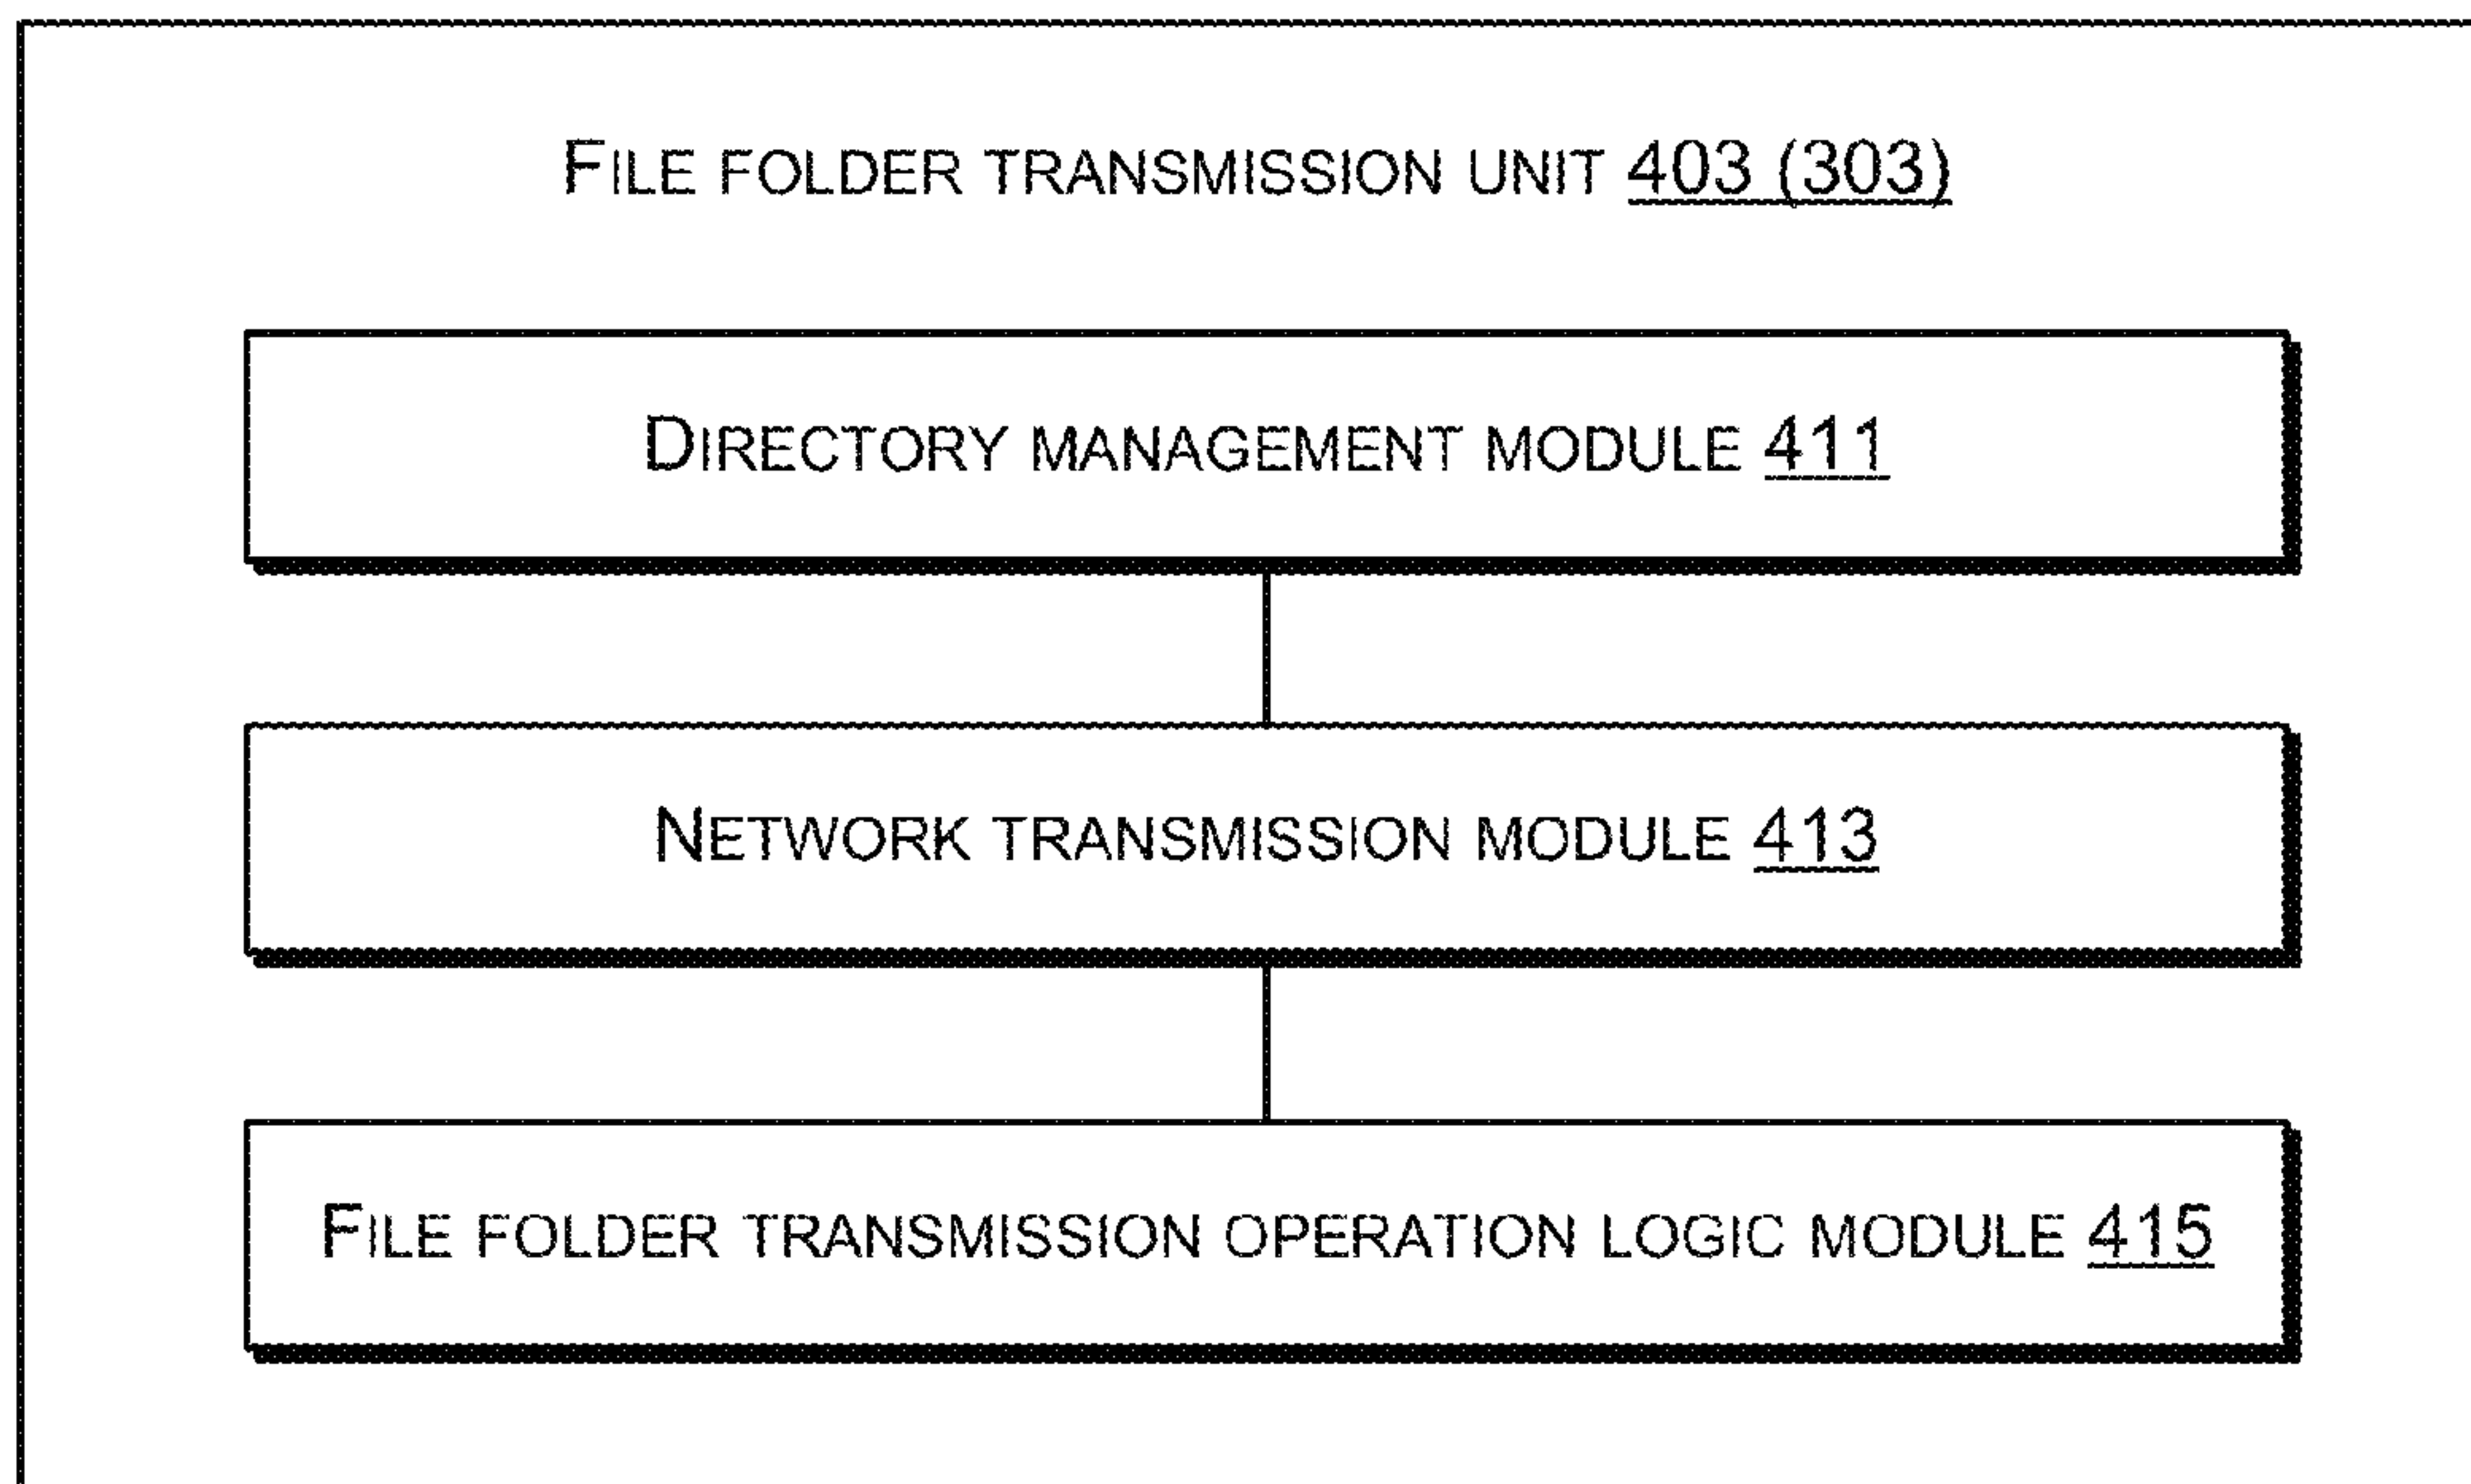 FILE FOLDER TRANSMISSION UNIT 403 (303)
DIRECTORY MANAGEMENT MODULE 411
NETWORK TRANSMISSION MODULE 413
FILE FOLDER TRANSMISSION OPERATION LOGIC MODULE 415